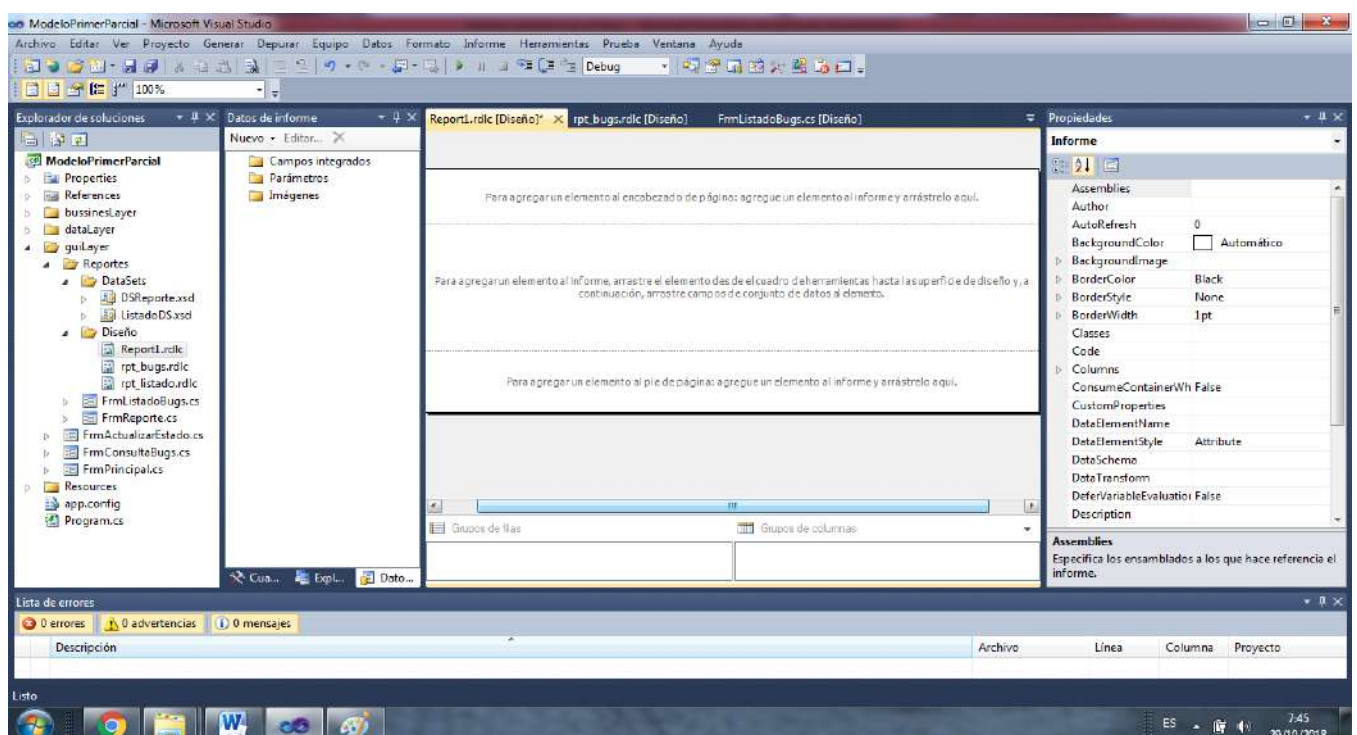 ModeloPrimerParcial - Microsoft Visual Studio
Archivo Editar Ver Proyecto Generar Depurar Equipo Datos Formato Informe Herramientas Prueba Ventana Ayuda
Debug
100%
Explorador de soluciones
ModeloPrimerParcial
Properties
References
bussinesLayer
dataLayer
guiLayer
Reportes
DataSets
DSReporte.xsd
ListadoDS.xsd
Diseño
Report1.rdlc
rpt_bugs.rdlc
rpt_listado.rdlc
FrmListadoBugs.cs
FrmReporte.cs
FrmActualizarEstado.cs
FrmConsultaBugs.cs
FrmPrincipal.cs
Resources
app.config
Program.cs
Datos de informe
Nuevo Editar...
Campos integrados
Parámetros
Imágenes
Cua... Expl... Dato...
Report1.rdlc [Diseño]* rpt_bugs.rdlc [Diseño] FrmListadoBugs.cs [Diseño]
Para agregar un elemento al encabezado de página: agregue un elemento al informe y arrástrelo aquí.
Para agregar un elemento al informe, arrastre el elemento desde el cuadro de herramientas hasta la superficie de diseño y, a
continuación, arrastre campos de conjunto de datos al elemento.
Para agregar un elemento al pie de página: agregue un elemento al informe y arrástrelo aquí.
Grupos de filas Grupos de columnas
Propiedades
Informe
Assemblies
Author
AutoRefresh 0
BackgroundColor Automático
BackgroundImage
BorderColor Black
BorderStyle None
BorderWidth 1pt
Classes
Code
Columns
ConsumeContainerWh False
CustomProperties
DataElementName
DataElementStyle Attribute
DataSchema
DataTransform
DeferVariableEvaluatio False
Description
Assemblies
Especifica los ensamblados a los que hace referencia el
informe.
Lista de errores
0 errores 0 advertencias 0 mensajes
Descripción Archivo Línea Columna Proyecto
Listo
ES 7:45
29/10/2018